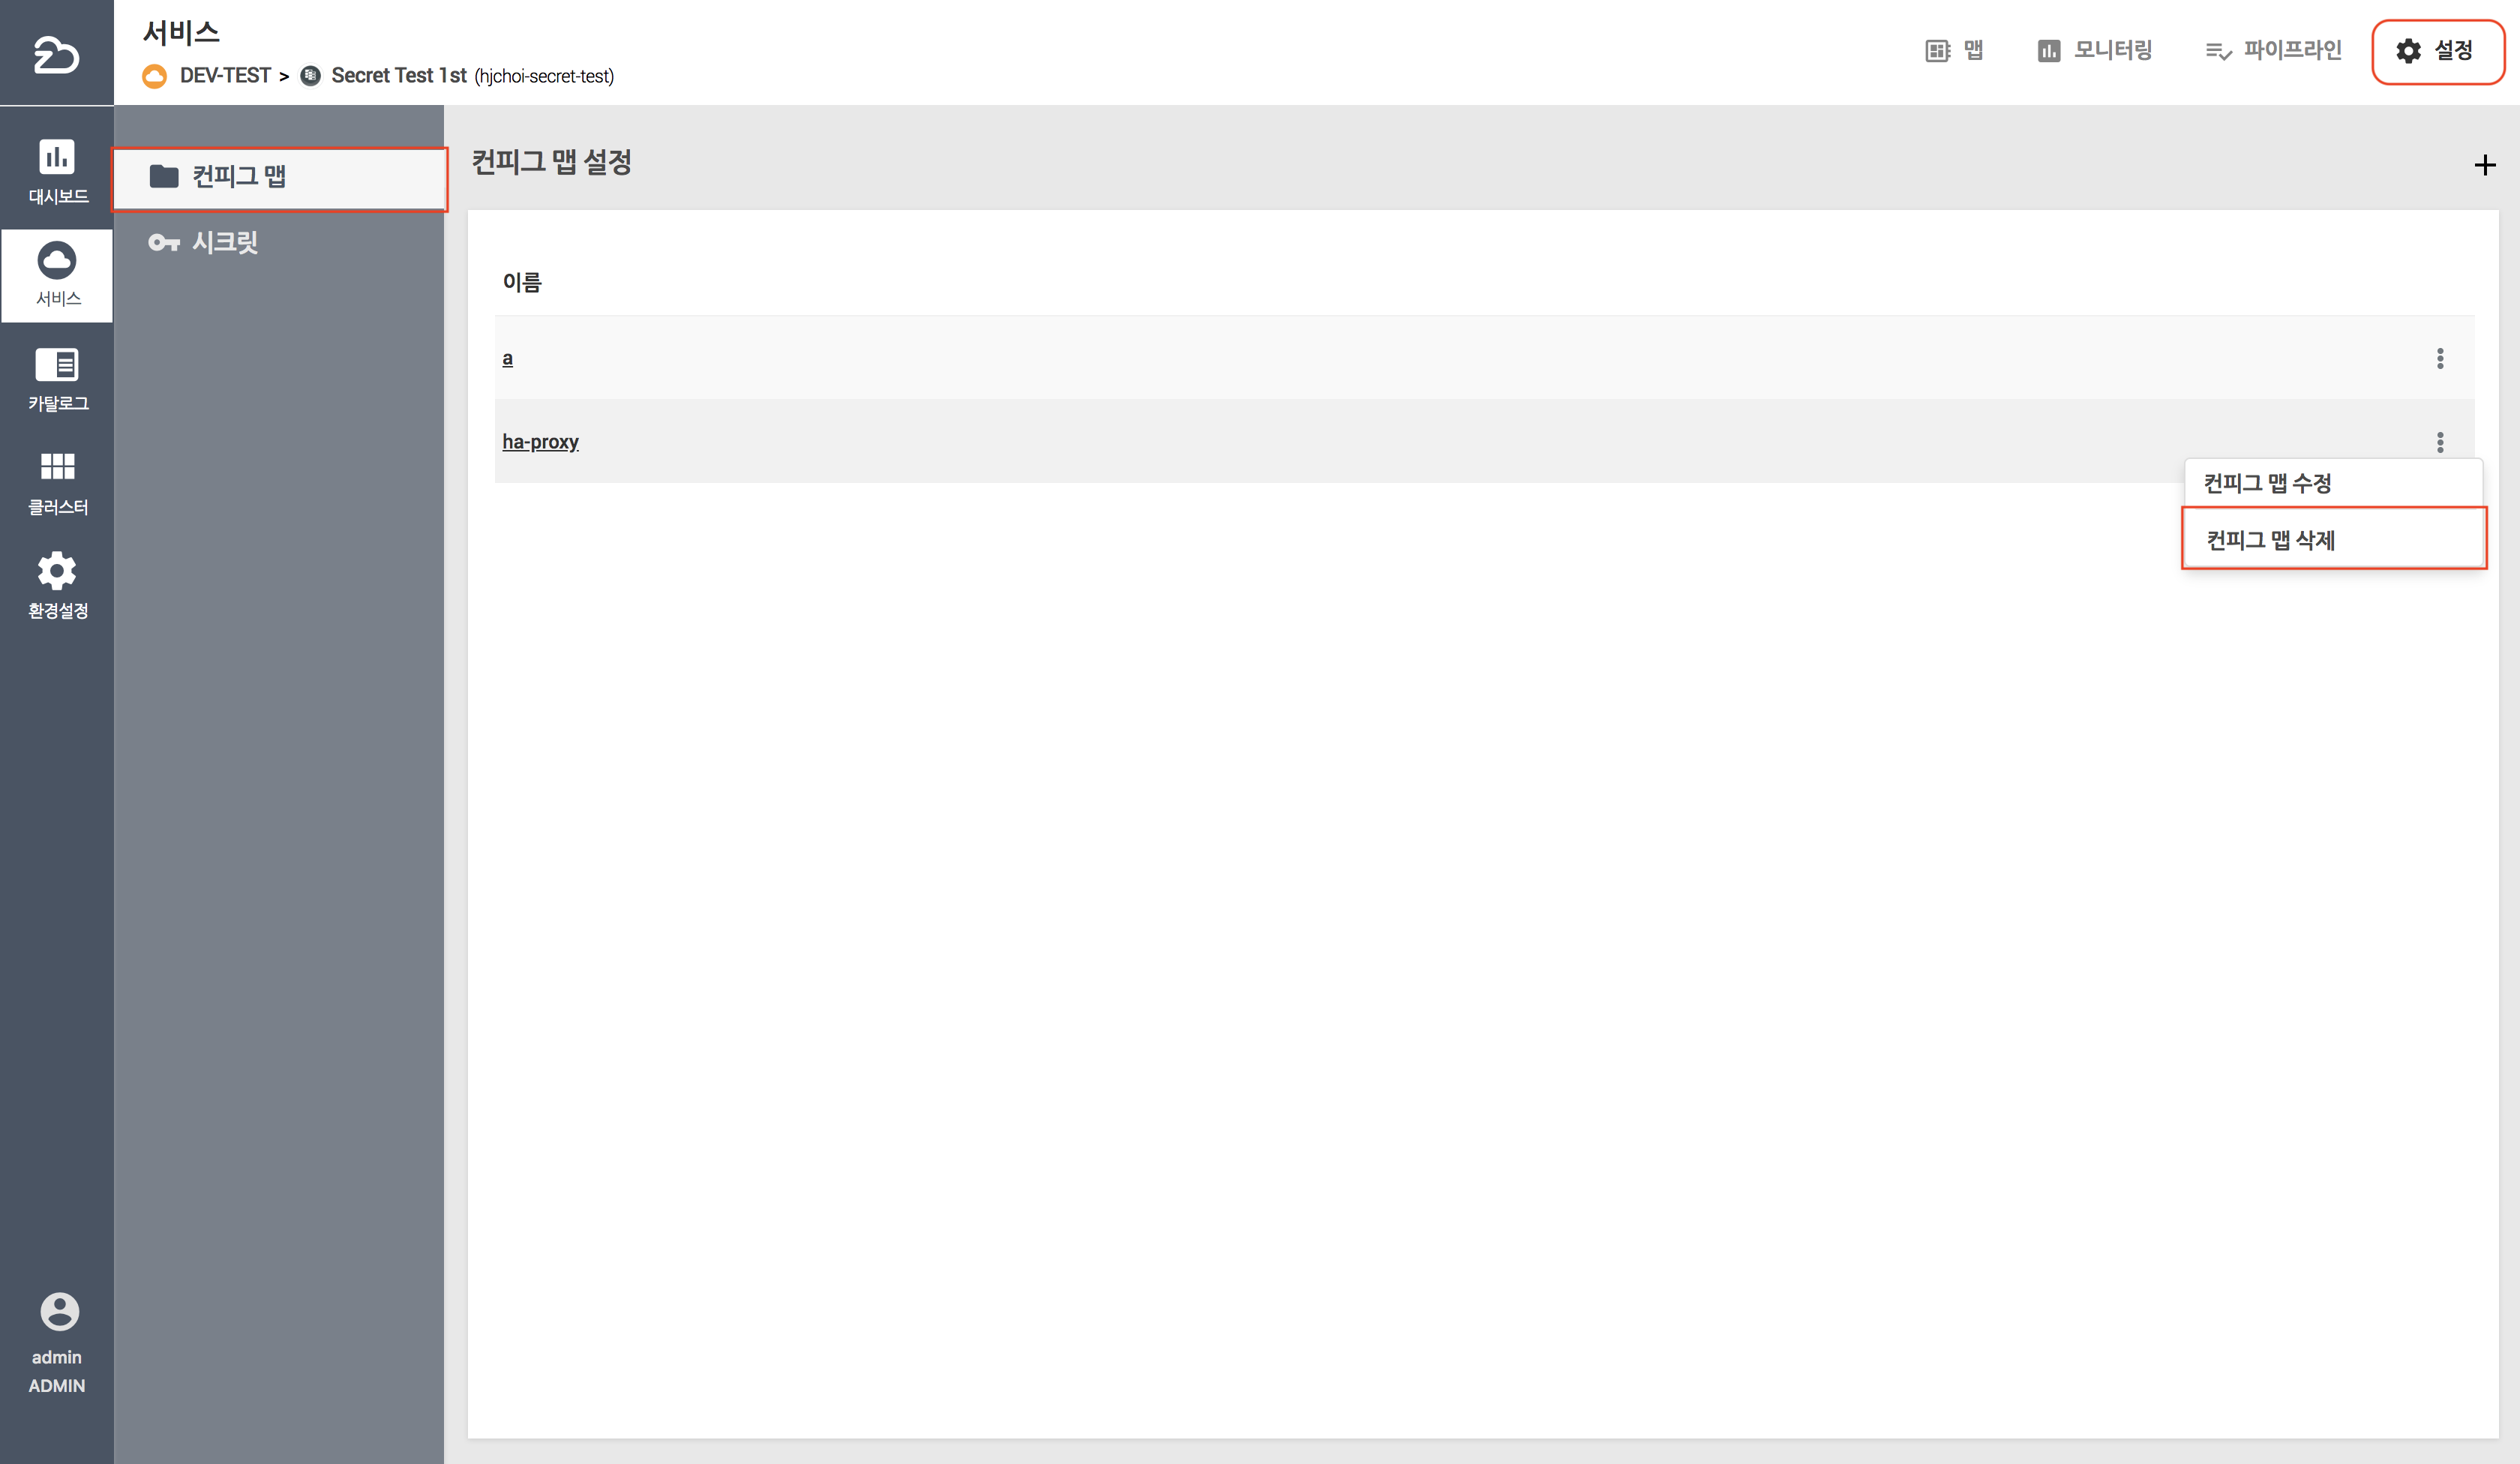 서비스
DEV-TEST > Secret Test 1st (hjchoi-secret-test)
맵
모니터링
파이프라인
설정
대시보드
서비스
카탈로그
클러스터
환경설정
admin
ADMIN
컨피그 맵
시크릿
컨피그 맵 설정
이름
a
ha-proxy
컨피그 맵 수정
컨피그 맵 삭제